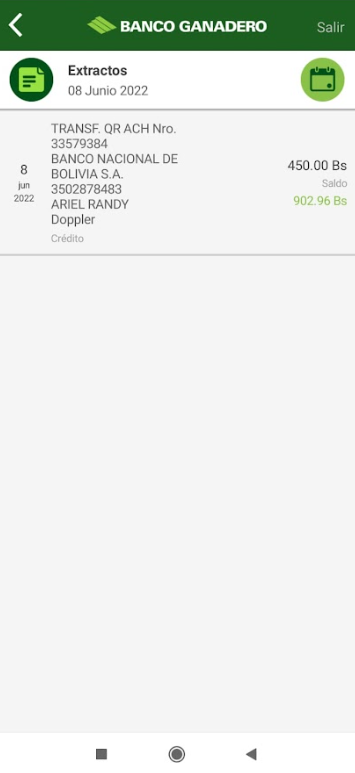 BANCO GANADERO
Salir
Extractos
08 Junio 2022
8
jun
2022
TRANSF. QR ACH Nro.
33579384
BANCO NACIONAL DE
BOLIVIA S.A.
3502878483
ARIEL RANDY
Doppler
Crédito
450.00 Bs
Saldo
902.96 Bs